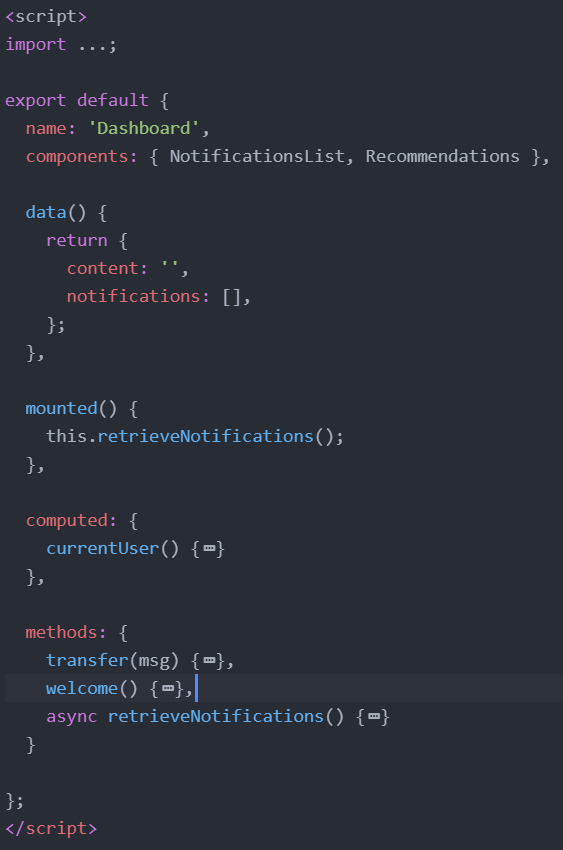 <script>
import ...;
export default {
name: 'Dashboard',
components: { NotificationsList, Recommendations },
data() {
return {
content: '',
notifications: [],
};
},
mounted() {
this.retrieveNotifications();
},
computed: {
currentUser() {…}
},
methods: {
transfer(msg) {…},
welcome() {…},
async retrieveNotifications() {…}
}
};
</script>